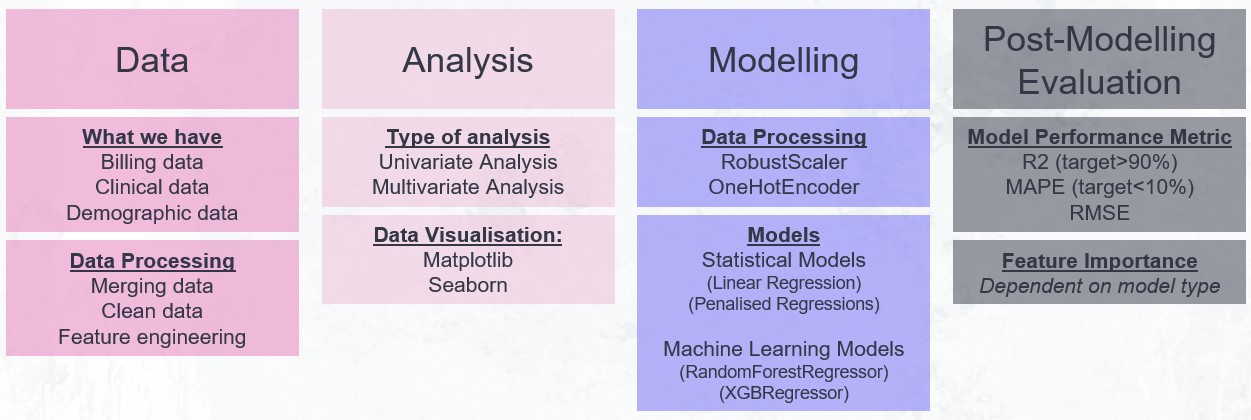 Data
What we have
Billing data
Clinical data
Demographic data
Data Processing
Merging data
Clean data
Feature engineering
Analysis
Type of analysis
Univariate Analysis
Multivariate Analysis
Data Visualisation:
Matplotlib
Seaborn
Modelling
Data Processing
RobustScaler
OneHotEncoder
Models
Statistical Models
(Linear Regression)
(Penalised Regressions)
Machine Learning Models
(RandomForestRegressor)
(XGBRegressor)
Post-Modelling
Evaluation
Model Performance Metric
R2 (target>90%)
MAPE (target<10%)
RMSE
Feature Importance
Dependent on model type